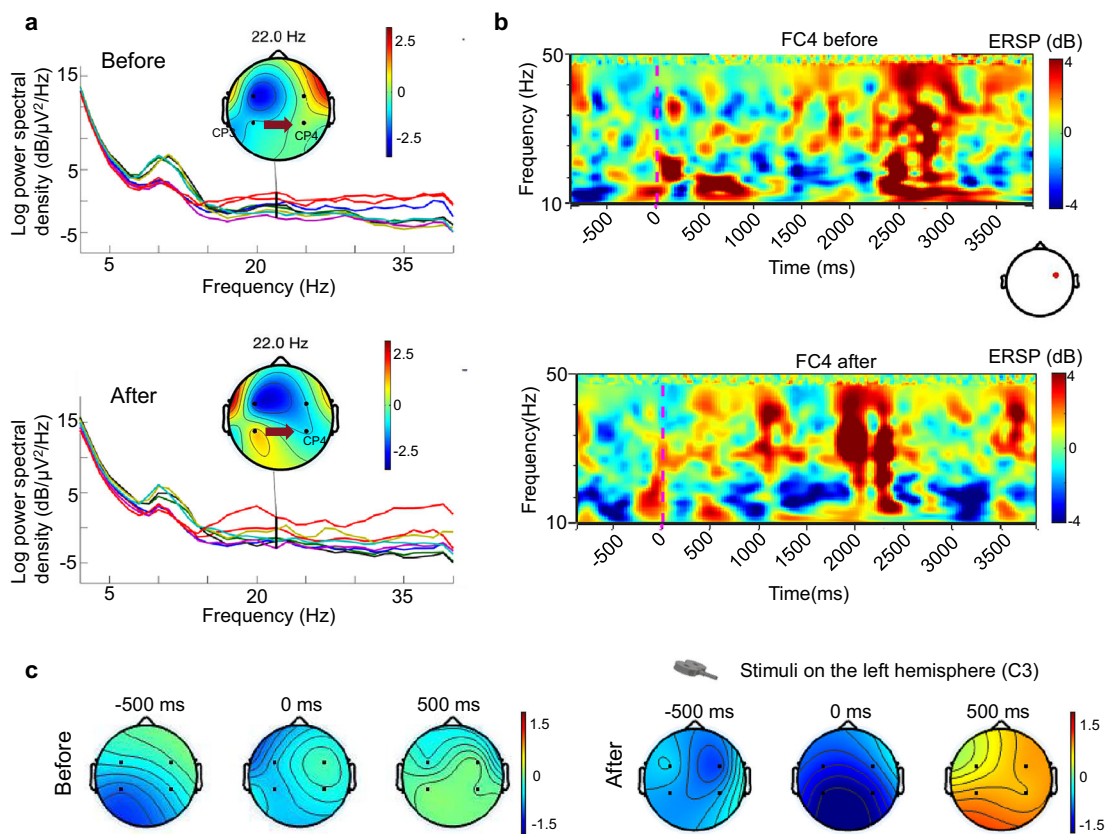 a
Before
22.0 Hz
2.5
0
-2.5
CP3
CP4
Log power spectral
density (dB/µV²/Hz)
15
5
-5
5
20
35
Frequency (Hz)
After
22.0 Hz
2.5
0
-2.5
CP4
Log power spectral
density (dB/µV²/Hz)
15
5
-5
5
20
35
Frequency (Hz)
b
FC4 before
ERSP (dB)
50
10
Frequency (Hz)
4
0
-4
-500
0
500
1000
1500
2000
2500
3000
3500
Time (ms)
FC4 after
ERSP (dB)
50
10
Frequency(Hz)
4
0
-4
-500
0
500
1000
1500
2000
2500
3000
3500
Time(ms)
c
Stimuli on the left hemisphere (C3)
Before
-500 ms
0 ms
500 ms
1.5
0
-1.5
After
-500 ms
0 ms
500 ms
1.5
0
-1.5